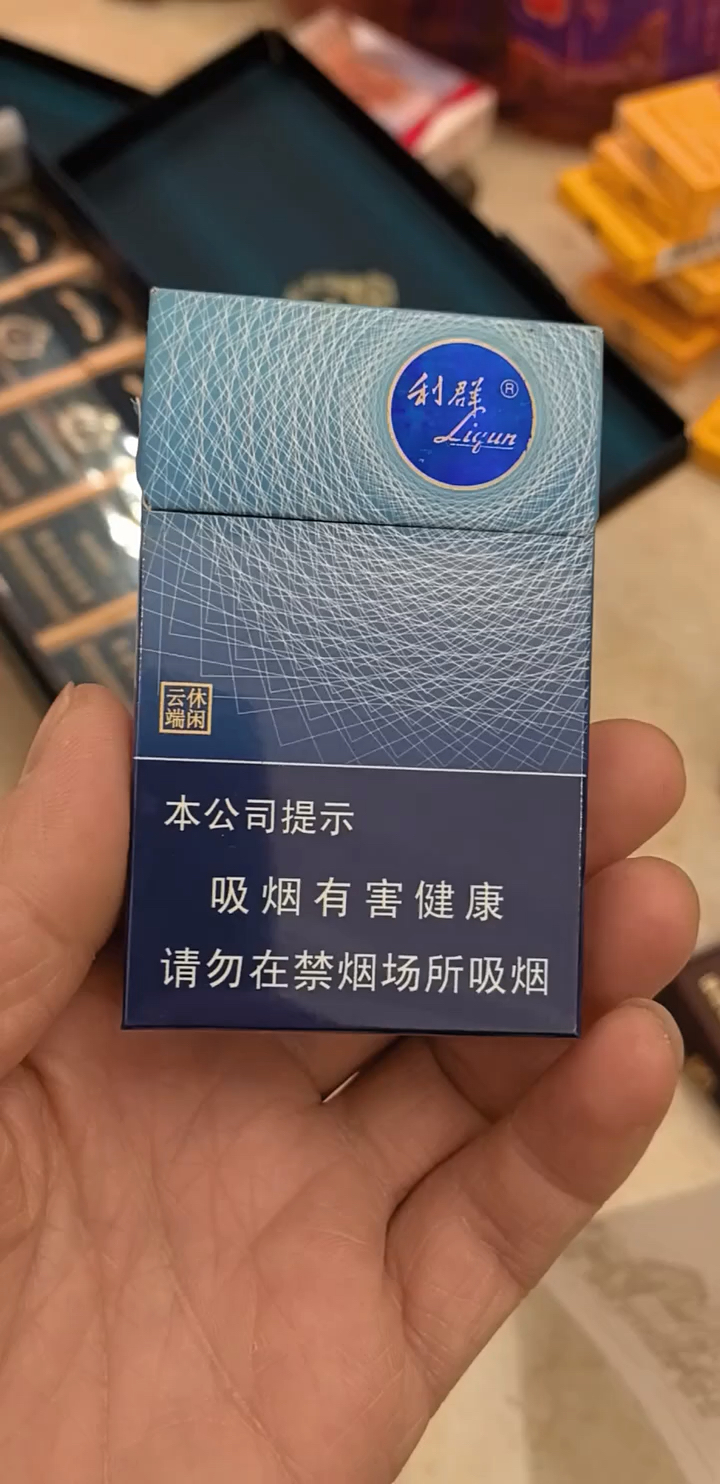 利群®
Liqun
休闲
云端
本公司提示
吸烟有害健康
请勿在禁烟场所吸烟